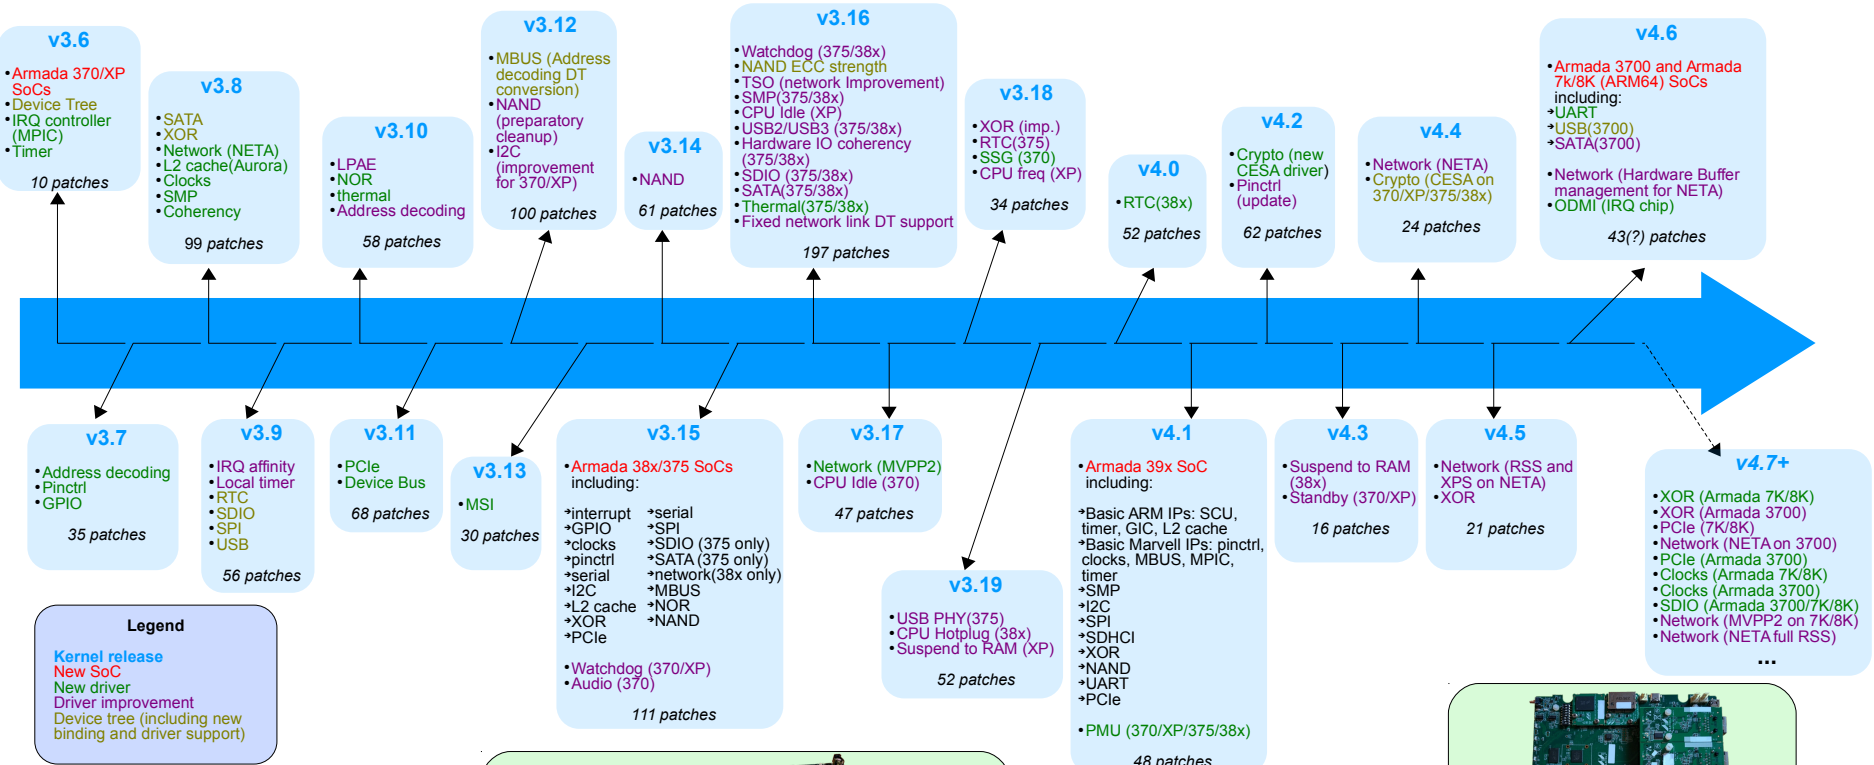 v3.6
•Armada 370/XP
SoCs
•Device Tree
•IRQ controller
(MPIC)
•Timer
10 patches
v3.8
•SATA
•XOR
•Network (NETA)
•L2 cache(Aurora)
•Clocks
•SMP
•Coherency
99 patches
v3.10
•LPAE
•NOR
•thermal
•Address decoding
58 patches
v3.12
•MBUS (Address
decoding DT
conversion)
•NAND
(preparatory
cleanup)
•I2C
(improvement
for 370/XP)
100 patches
v3.14
•NAND
61 patches
v3.16
•Watchdog (375/38x)
•NAND ECC strength
•TSO (network Improvement)
•SMP(375/38x)
•CPU Idle (XP)
•USB2/USB3 (375/38x)
•Hardware IO coherency
(375/38x)
•SDIO (375/38x)
•SATA(375/38x)
•Thermal(375/38x)
•Fixed network link DT support
197 patches
v3.18
•XOR (imp.)
•RTC(375)
•SSG (370)
•CPU freq (XP)
34 patches
v4.0
•RTC(38x)
52 patches
v4.2
•Crypto (new
CESA driver)
•Pinctrl
(update)
62 patches
v4.4
•Network (NETA)
•Crypto (CESA on
370/XP/375/38x)
24 patches
v4.6
•Armada 3700 and Armada
7k/8K (ARM64) SoCs
including:
➔UART
➔USB(3700)
➔SATA(3700)
•Network (Hardware Buffer
management for NETA)
•ODMI (IRQ chip)
43(?) patches
v3.7
•Address decoding
•Pinctrl
•GPIO
35 patches
v3.9
•IRQ affinity
•Local timer
•RTC
•SDIO
•SPI
•USB
56 patches
v3.11
•PCIe
•Device Bus
68 patches
v3.13
•MSI
30 patches
v3.15
•Armada 38x/375 SoCs
including:
➔interrupt
➔GPIO
➔clocks
➔pinctrl
➔serial
➔I2C
➔L2 cache
➔XOR
➔PCIe
➔serial
➔SPI
➔SDIO (375 only)
➔SATA (375 only)
➔network(38x only)
➔MBUS
➔NOR
➔NAND
•Watchdog (370/XP)
•Audio (370)
111 patches
v3.17
•Network (MVPP2)
•CPU Idle (370)
47 patches
v3.19
•USB PHY(375)
•CPU Hotplug (38x)
•Suspend to RAM (XP)
52 patches
v4.1
•Armada 39x SoC
including:
➔Basic ARM IPs: SCU,
timer, GIC, L2 cache
➔Basic Marvell IPs: pinctrl,
clocks, MBUS, MPIC,
timer
➔SMP
➔I2C
➔SPI
➔SDHCI
➔XOR
➔NAND
➔UART
➔PCIe
•PMU (370/XP/375/38x)
48 patches
v4.3
•Suspend to RAM
(38x)
•Standby (370/XP)
16 patches
v4.5
•Network (RSS and
XPS on NETA)
•XOR
21 patches
v4.7+
•XOR (Armada 7K/8K)
•XOR (Armada 3700)
•PCIe (7K/8K)
•Network (NETA on 3700)
•PCIe (Armada 3700)
•Clocks (Armada 7K/8K)
•Clocks (Armada 3700)
•SDIO (Armada 3700/7K/8K)
•Network (MVPP2 on 7K/8K)
•Network (NETA full RSS)
...
Legend
Kernel release
New SoC
New driver
Driver improvement
Device tree (including new
binding and driver support)